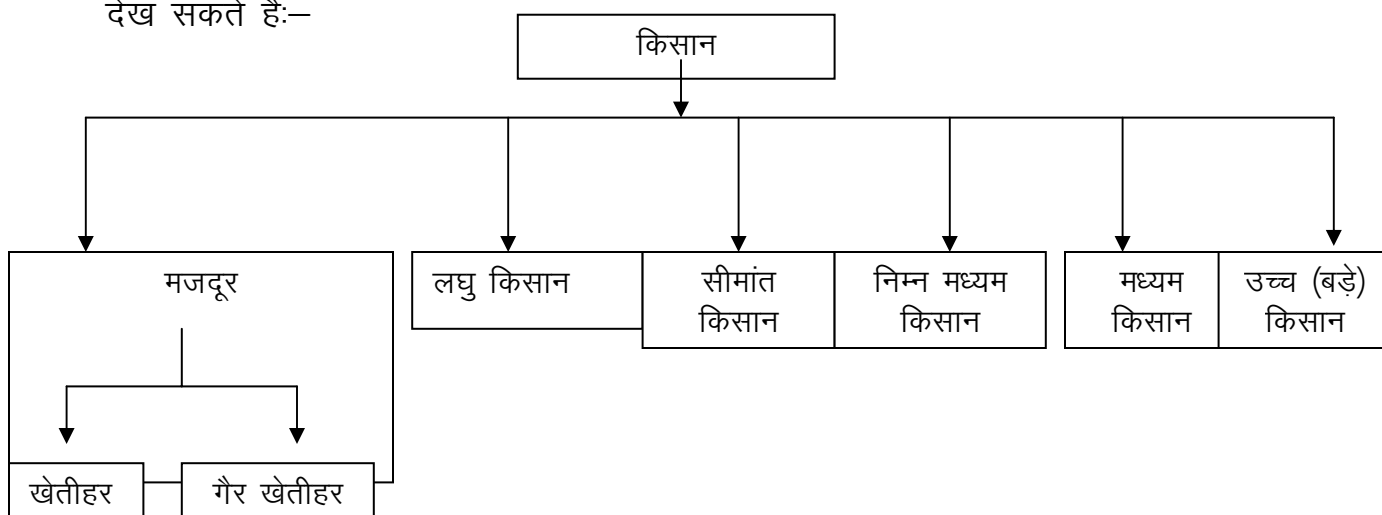 देख सकते हैं:–
किसान
मजदूर
लघु किसान
सीमांत
किसान
निम्न मध्यम
किसान
मध्यम
किसान
उच्च (बड़े)
किसान
खेतीहर
गैर खेतीहर